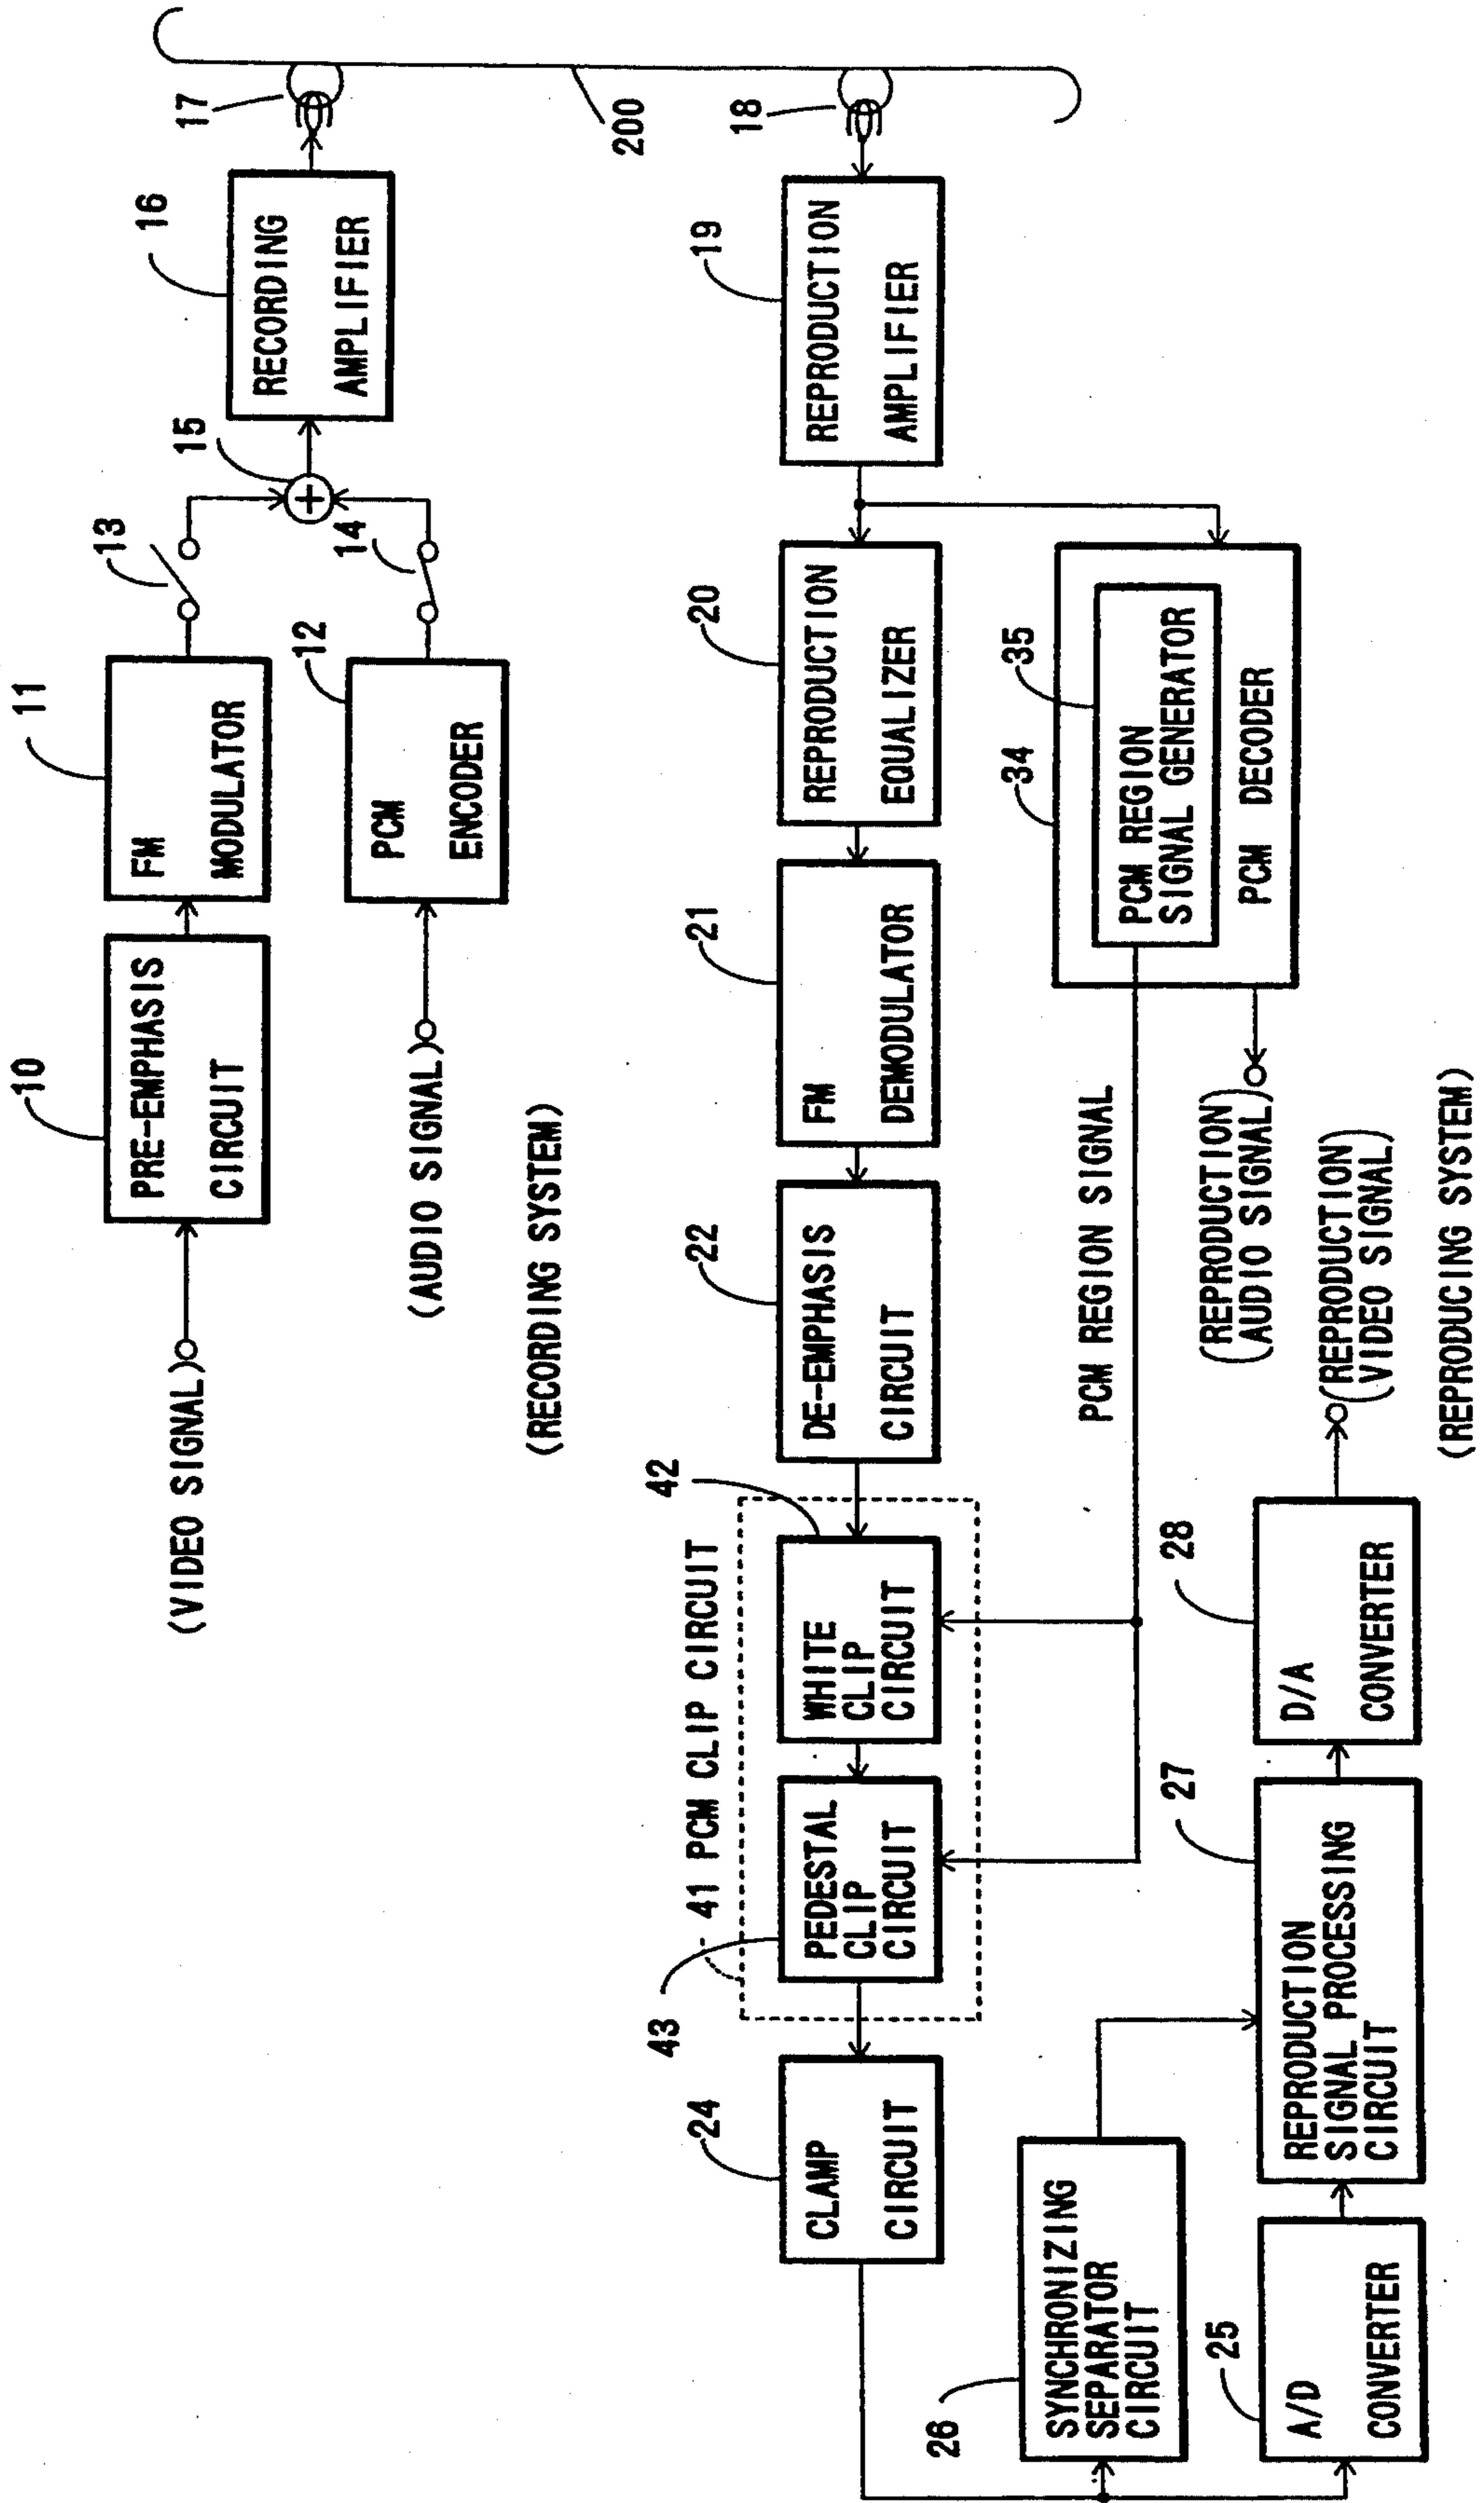 10
PRE-EMPHASIS
CIRCUIT
11
FM
MODULATOR
13
15
+
16
RECORDING
AMPLIFIER
17
(VIDEO SIGNAL)
12
PCM
ENCODER
14
(AUDIO SIGNAL)
(RECORDING SYSTEM)
200
43
41 PCM CLIP CIRCUIT
42
24
CLAMP
CIRCUIT
PEDESTAL
CLIP
CIRCUIT
WHITE
CLIP
CIRCUIT
22
DE-EMPHASIS
CIRCUIT
21
FM
DEMODULATOR
20
REPRODUCTION
EQUALIZER
19
REPRODUCTION
AMPLIFIER
18
26
SYNCHRONIZING
SEPARATOR
CIRCUIT
PCM REGION SIGNAL
34
35
PCM REGION
SIGNAL GENERATOR
PCM DECODER
(REPRODUCTION
AUDIO SIGNAL)
25
A/D
CONVERTER
27
REPRODUCTION
SIGNAL PROCESSING
CIRCUIT
28
D/A
CONVERTER
(REPRODUCTION)
VIDEO SIGNAL)
(REPRODUCING SYSTEM)